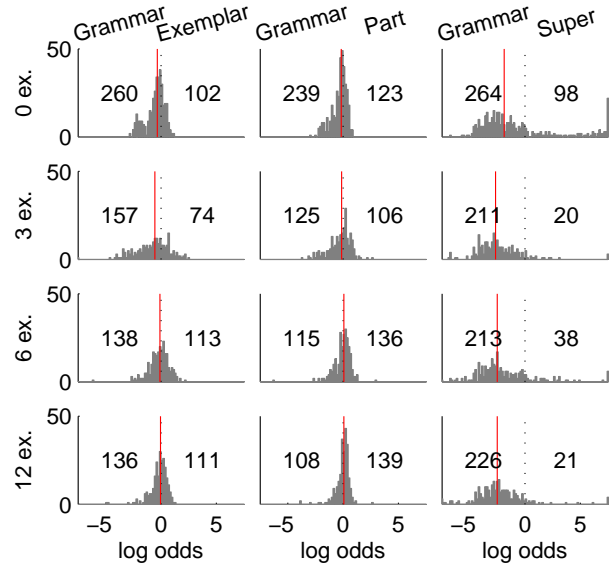 Grammar Exemplar Grammar Part Grammar Super
50
0 ex.
260 102 239 123 264 98
0
50
3 ex.
157 74 125 106 211 20
0
50
6 ex.
138 113 115 136 213 38
0
50
12 ex.
136 111 108 139 226 21
0
−5 0 5 −5 0 5 −5 0 5
log odds log odds log odds